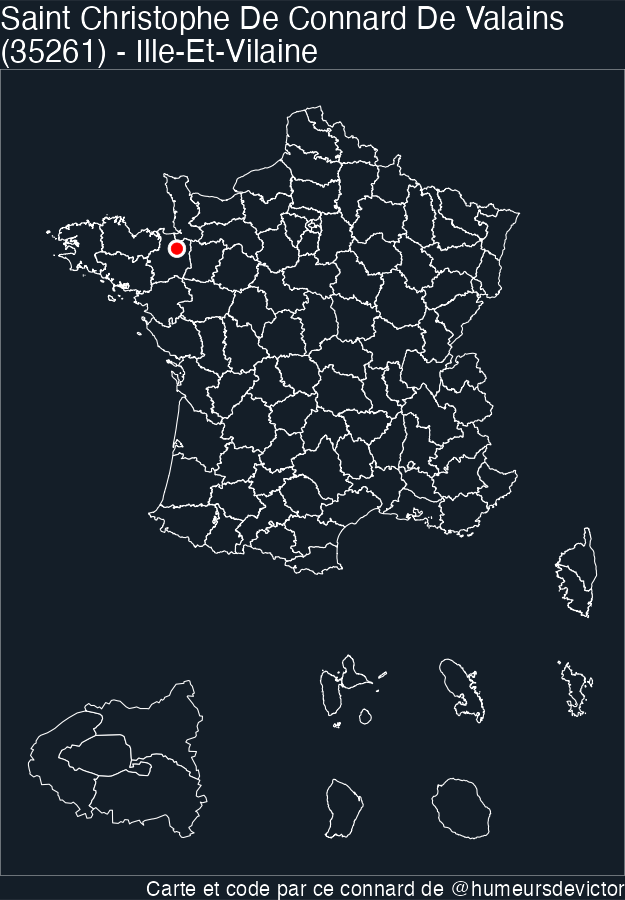 Saint Christophe De Connard De Valains
(35261) - Ille-Et-Vilaine
Carte et code par ce connard de @humeursdevictor